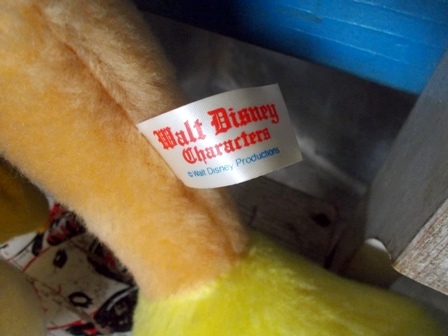 Walt Disney
Characters
© Walt Disney Productions